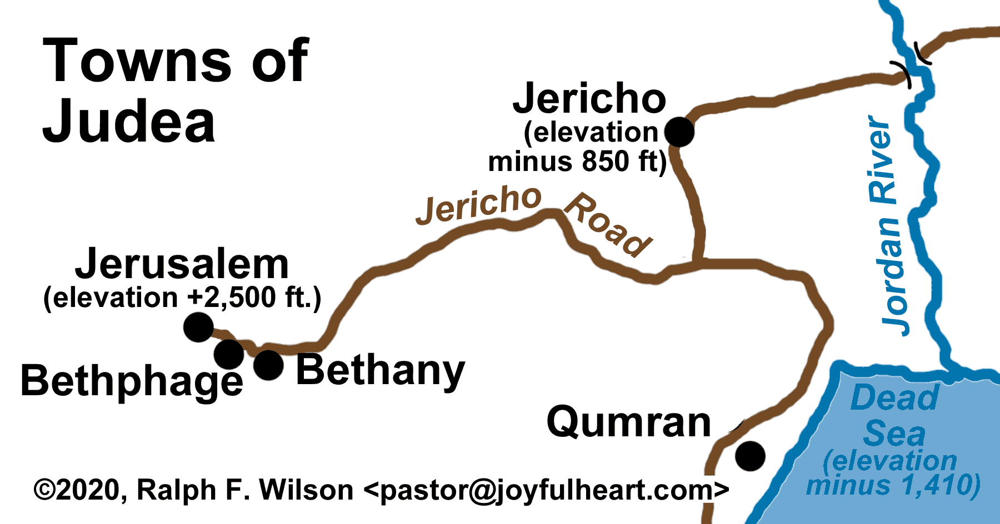 Towns of
Judea
Jericho
(elevation
minus 850 ft)
Jericho Road
Jordan River
Jerusalem
(elevation +2,500 ft.)
Bethphage
Bethany
Qumran
Dead
Sea
(elevation
minus 1,410)
©2020, Ralph F. Wilson <pastor@joyfulheart.com>